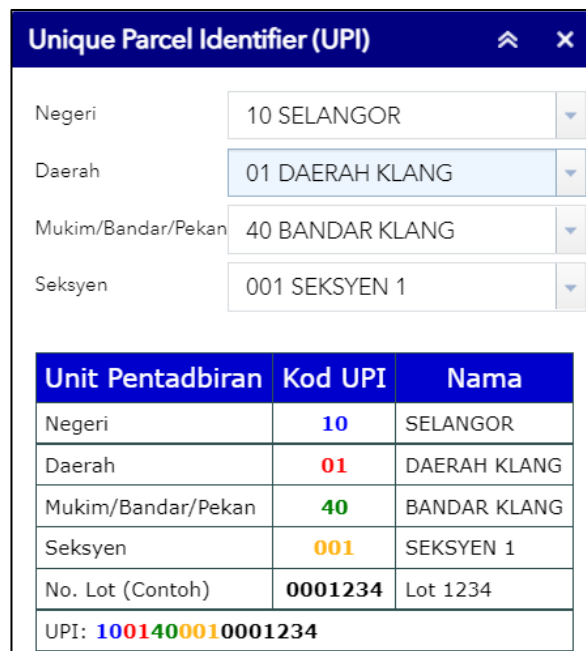 Unique Parcel Identifier (UPI)
Negeri 10 SELANGOR
Daerah 01 DAERAH KLANG
Mukim/Bandar/Pekan 40 BANDAR KLANG
Seksyen 001 SEKSYEN 1
Unit Pentadbiran Kod UPI Nama
Negeri 10 SELANGOR
Daerah 01 DAERAH KLANG
Mukim/Bandar/Pekan 40 BANDAR KLANG
Seksyen 001 SEKSYEN 1
No. Lot (Contoh) 0001234 Lot 1234
UPI: 1001400010001234